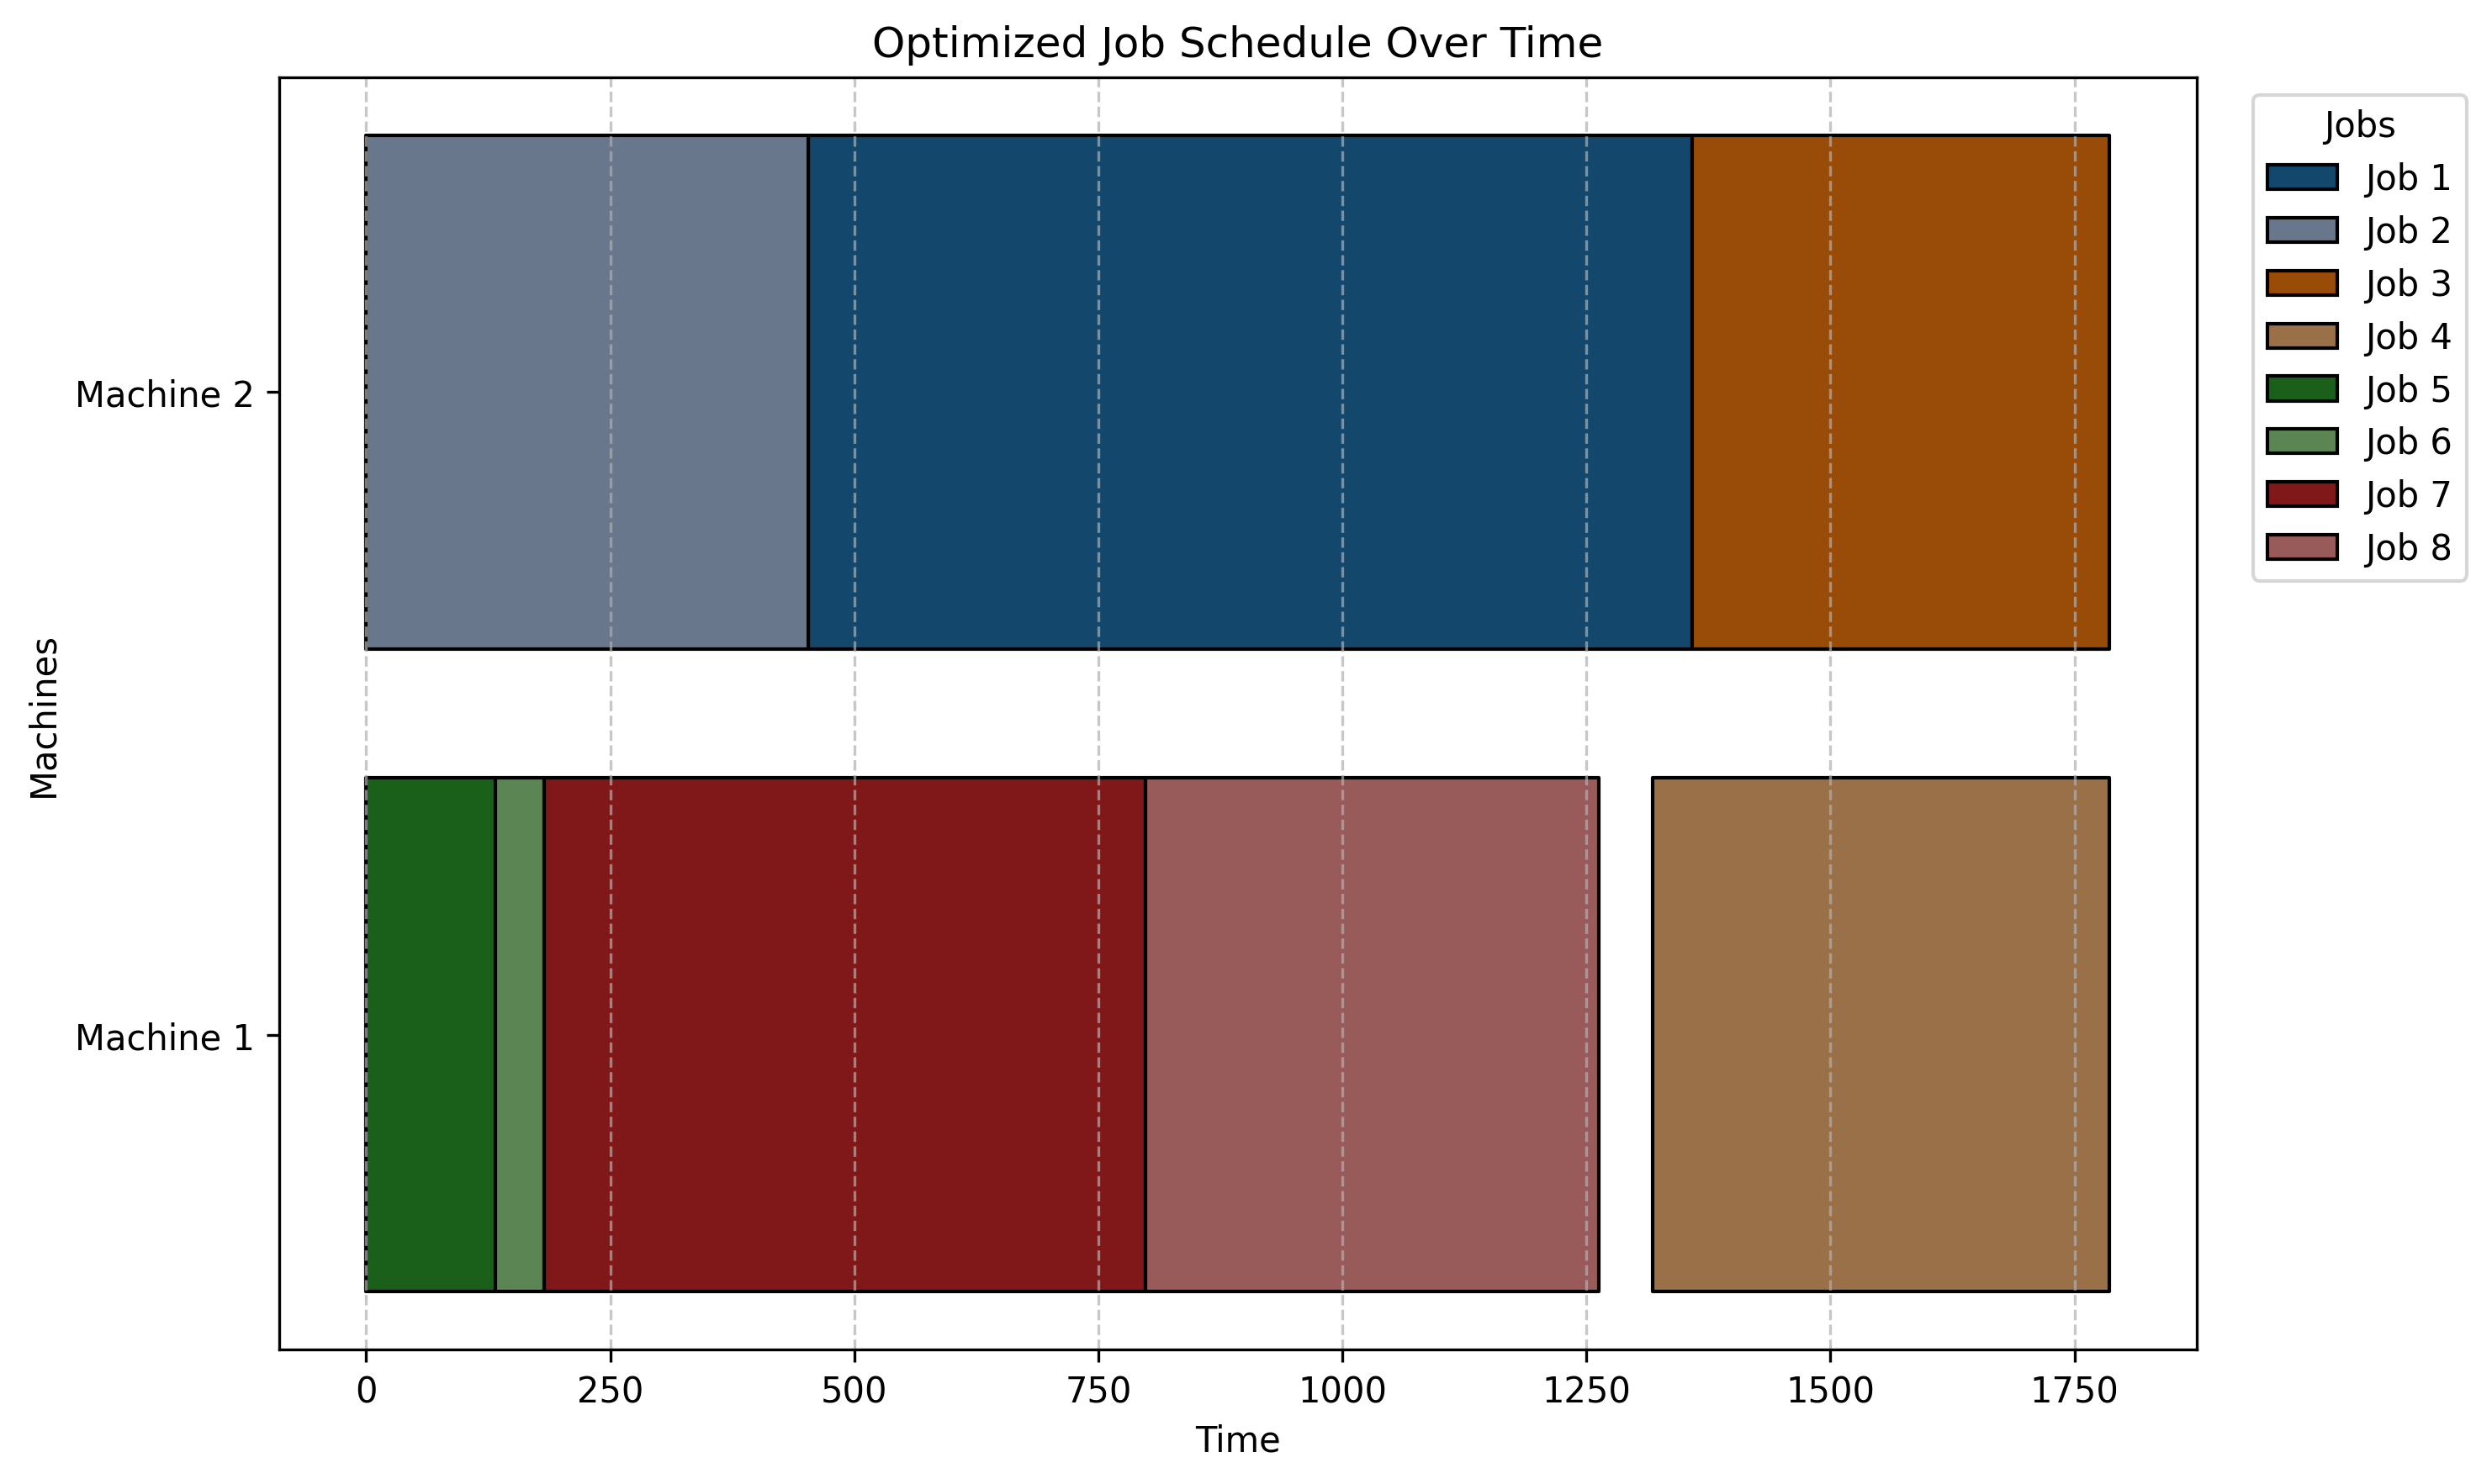 Optimized Job Schedule Over Time
Machines
Machine 2
Machine 1
0 250 500 750 1000 1250 1500 1750
Time
Jobs
Job 1
Job 2
Job 3
Job 4
Job 5
Job 6
Job 7
Job 8